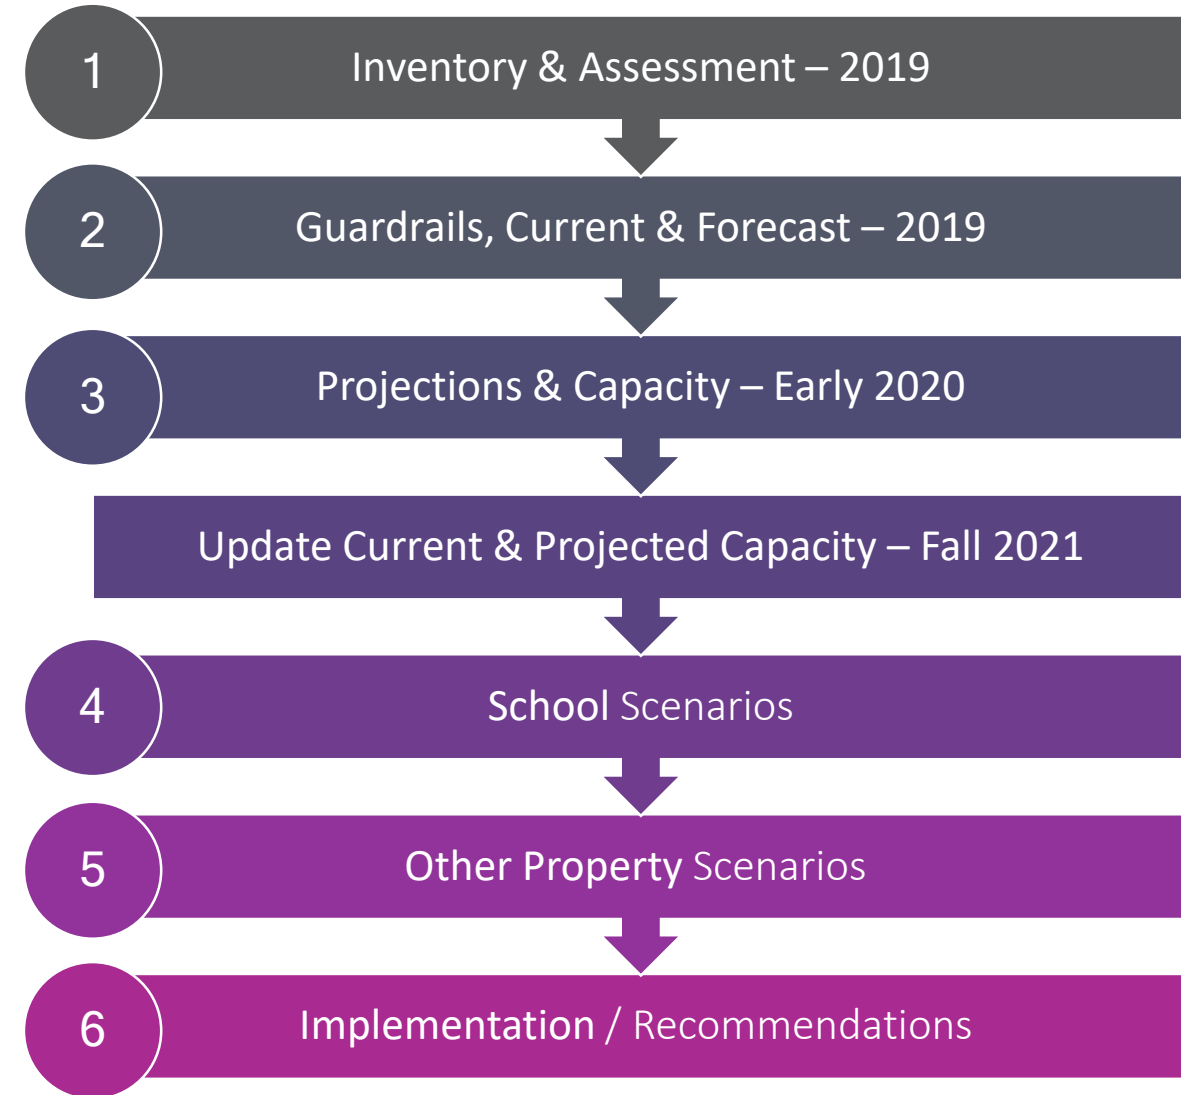 1
Inventory & Assessment – 2019
2
Guardrails, Current & Forecast – 2019
3
Projections & Capacity – Early 2020
Update Current & Projected Capacity – Fall 2021
4
School Scenarios
5
Other Property Scenarios
6
Implementation / Recommendations